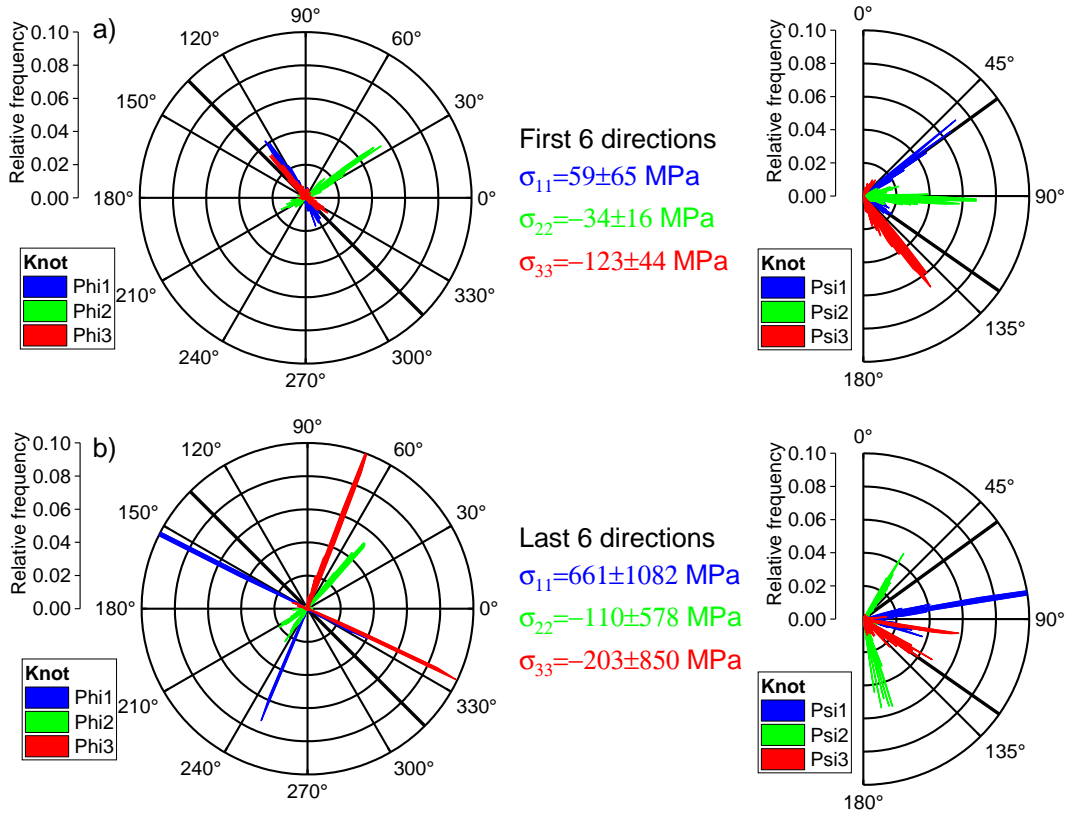 a)
Relative frequency
0.10
0.08
0.06
0.04
0.02
0.00
90°
120°
60°
150°
30°
180°
0°
210°
330°
240°
300°
270°
Knot
Phi1
Phi2
Phi3
First 6 directions
σ11=59±65 MPa
σ22=−34±16 MPa
σ33=−123±44 MPa
Relative frequency
0.10
0.08
0.06
0.04
0.02
0.00
0°
45°
90°
135°
180°
Knot
Psi1
Psi2
Psi3
b)
Relative frequency
0.10
0.08
0.06
0.04
0.02
0.00
90°
120°
60°
150°
30°
180°
0°
210°
330°
240°
300°
270°
Knot
Phi1
Phi2
Phi3
Last 6 directions
σ11=661±1082 MPa
σ22=−110±578 MPa
σ33=−203±850 MPa
Relative frequency
0.10
0.08
0.06
0.04
0.02
0.00
0°
45°
90°
135°
180°
Knot
Psi1
Psi2
Psi3